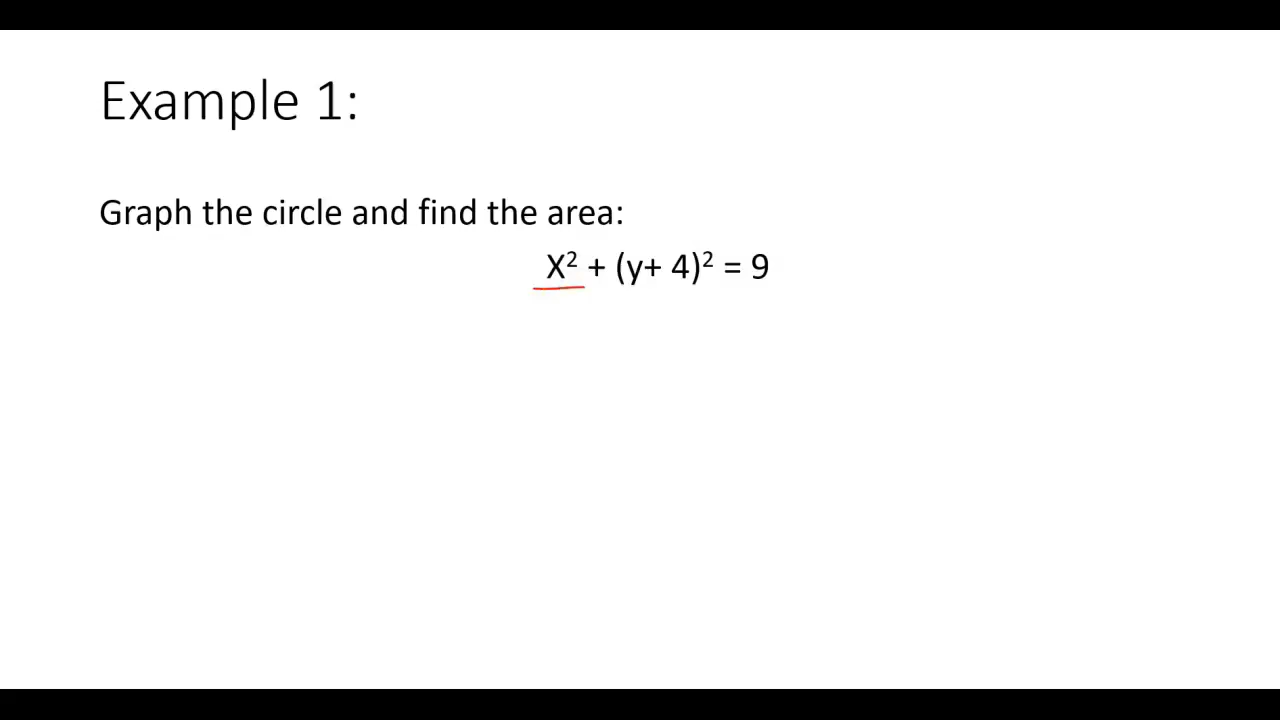 Example 1:
Graph the circle and find the area:
X² + (y+ 4)² = 9